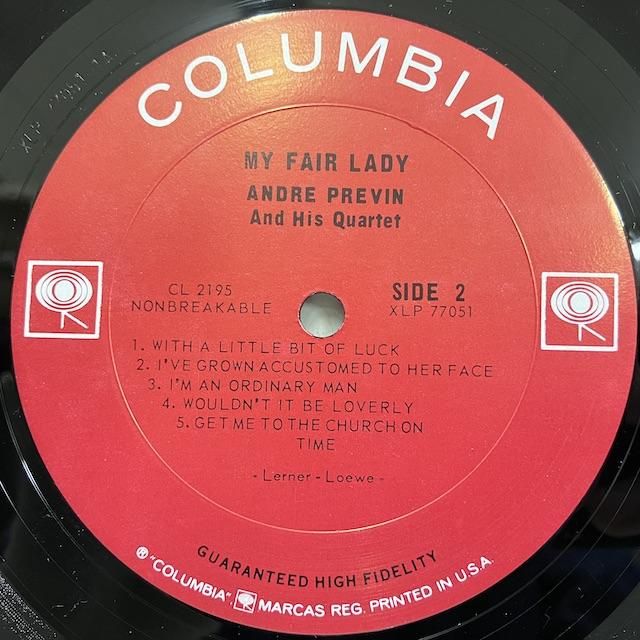 COLUMBIA
MY FAIR LADY
ANDRE PREVIN
And His Quartet
CL 2195
NONBREAKABLE
SIDE 2
XLP 77051
1. WITH A LITTLE BIT OF LUCK
2. I'VE GROWN ACCUSTOMED TO HER FACE
3. I'M AN ORDINARY MAN
4. WOULDN'T IT BE LOVERLY
5. GET ME TO THE CHURCH ON
TIME
- Lerner - Loewe -
GUARANTEED HIGH FIDELITY
® "COLUMBIA", MARCAS REG. PRINTED IN U.S.A.